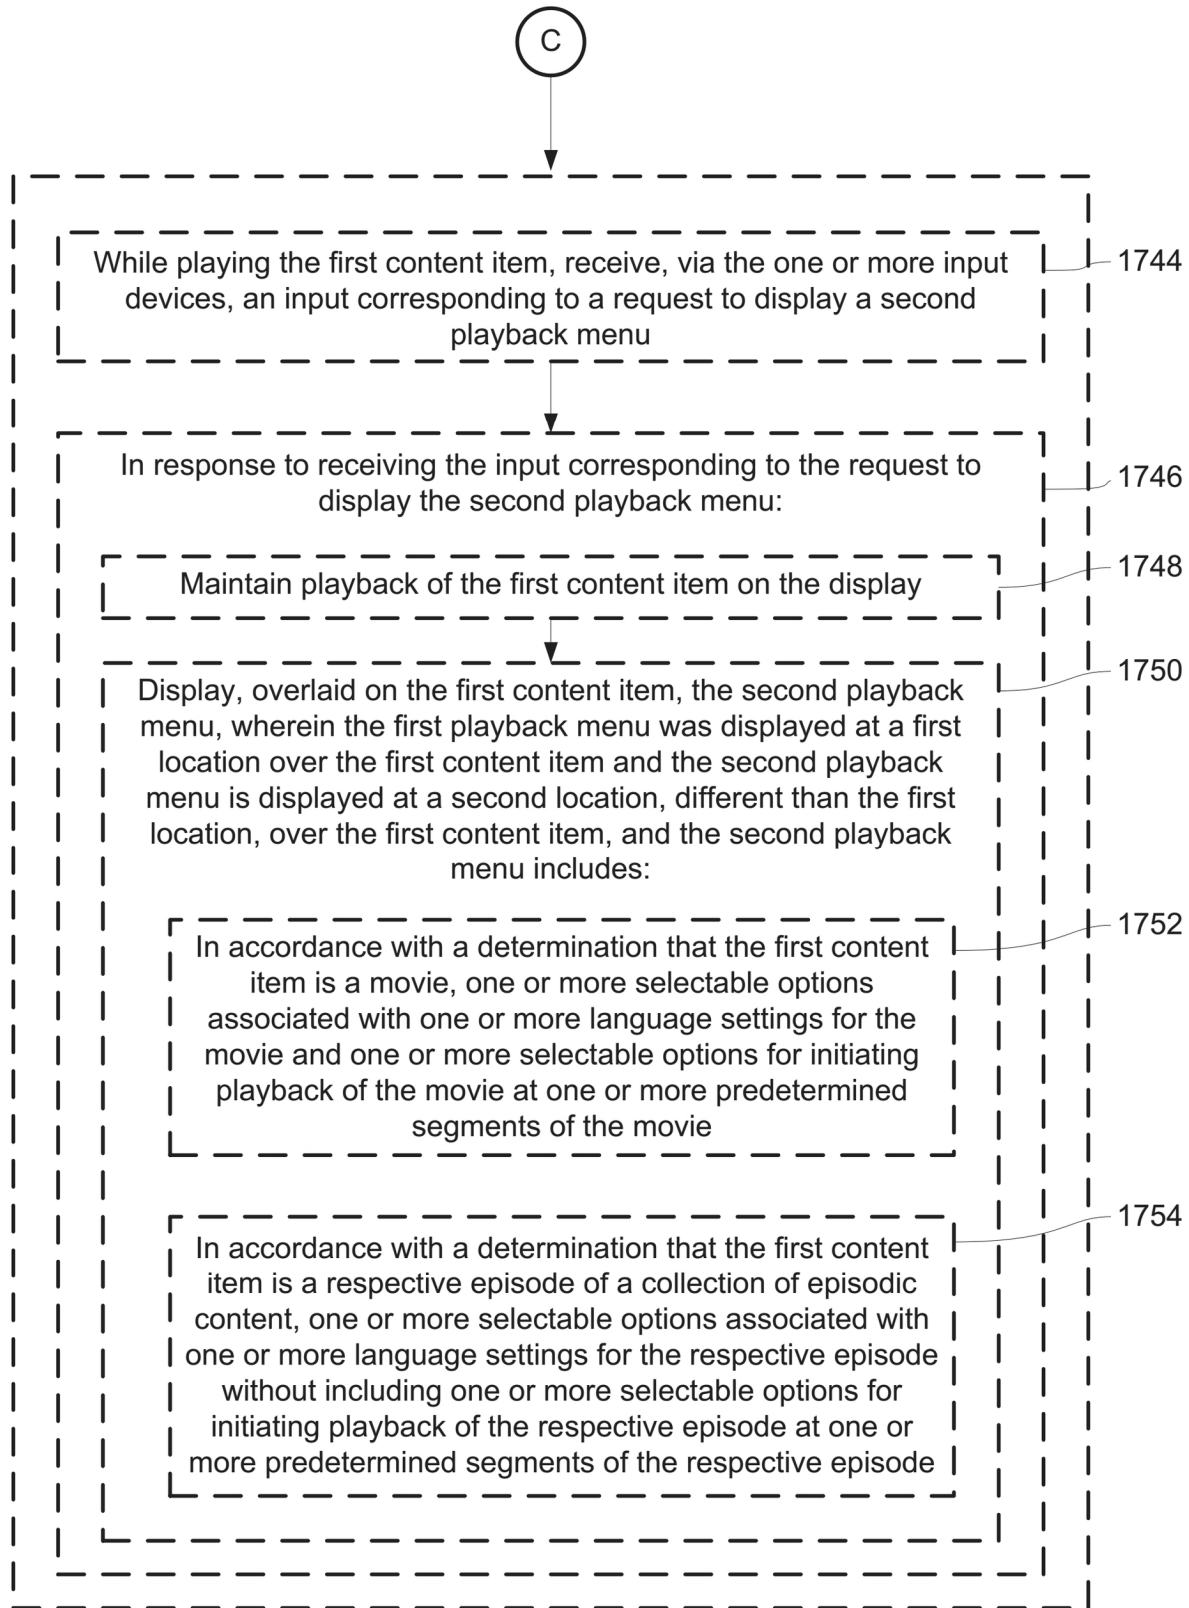 C
While playing the first content item, receive, via the one or more input
devices, an input corresponding to a request to display a second
playback menu
1744
In response to receiving the input corresponding to the request to
display the second playback menu:
1746
Maintain playback of the first content item on the display
1748
Display, overlaid on the first content item, the second playback
menu, wherein the first playback menu was displayed at a first
location over the first content item and the second playback
menu is displayed at a second location, different than the first
location, over the first content item, and the second playback
menu includes:
1750
In accordance with a determination that the first content
item is a movie, one or more selectable options
associated with one or more language settings for the
movie and one or more selectable options for initiating
playback of the movie at one or more predetermined
segments of the movie
1752
In accordance with a determination that the first content
item is a respective episode of a collection of episodic
content, one or more selectable options associated with
one or more language settings for the respective episode
without including one or more selectable options for
initiating playback of the respective episode at one or
more predetermined segments of the respective episode
1754